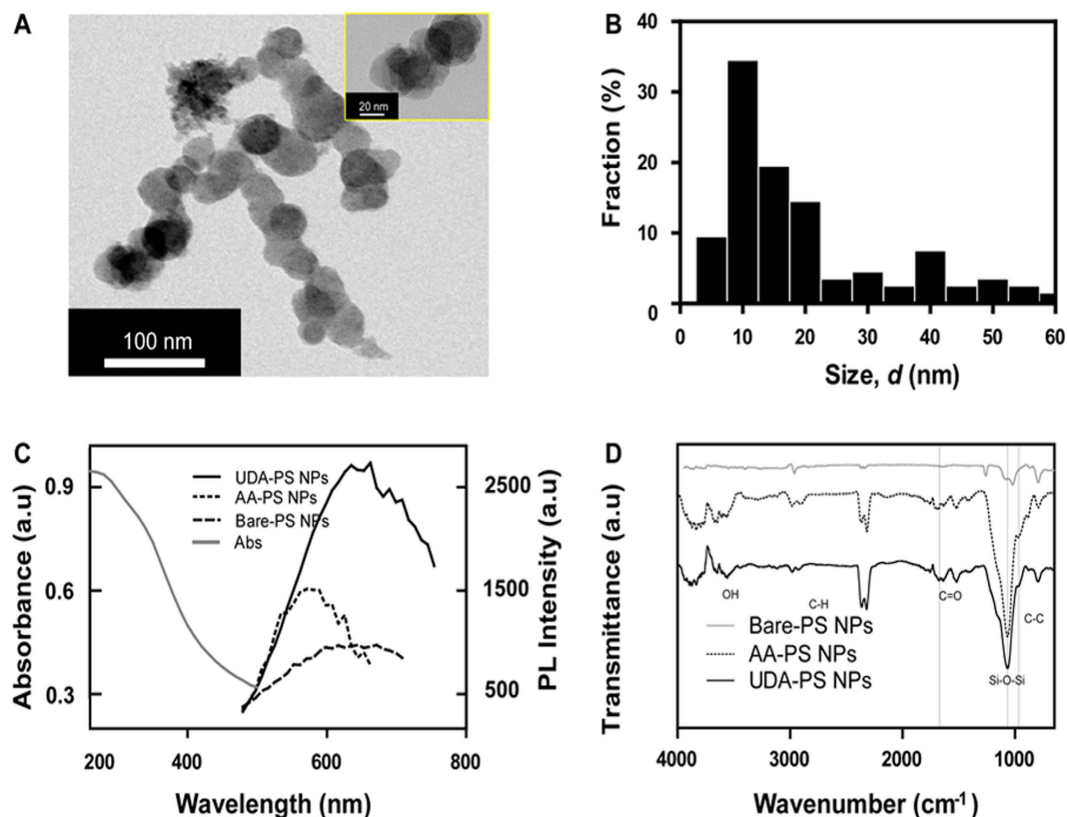 A
20 nm
100 nm
B
Fraction (%)
40
30
20
10
0
0 10 20 30 40 50 60
Size, d (nm)
C
Absorbance (a.u)
0.9
0.6
0.3
UDA-PS NPs
AA-PS NPs
Bare-PS NPs
Abs
2500
1500
500
PL Intensity (a.u)
200 400 600 800
Wavelength (nm)
D
Transmittance (a.u)
OH
C-H
C=O
C-C
Si-O-Si
Bare-PS NPs
AA-PS NPs
UDA-PS NPs
4000 3000 2000 1000
Wavenumber (cm-1)